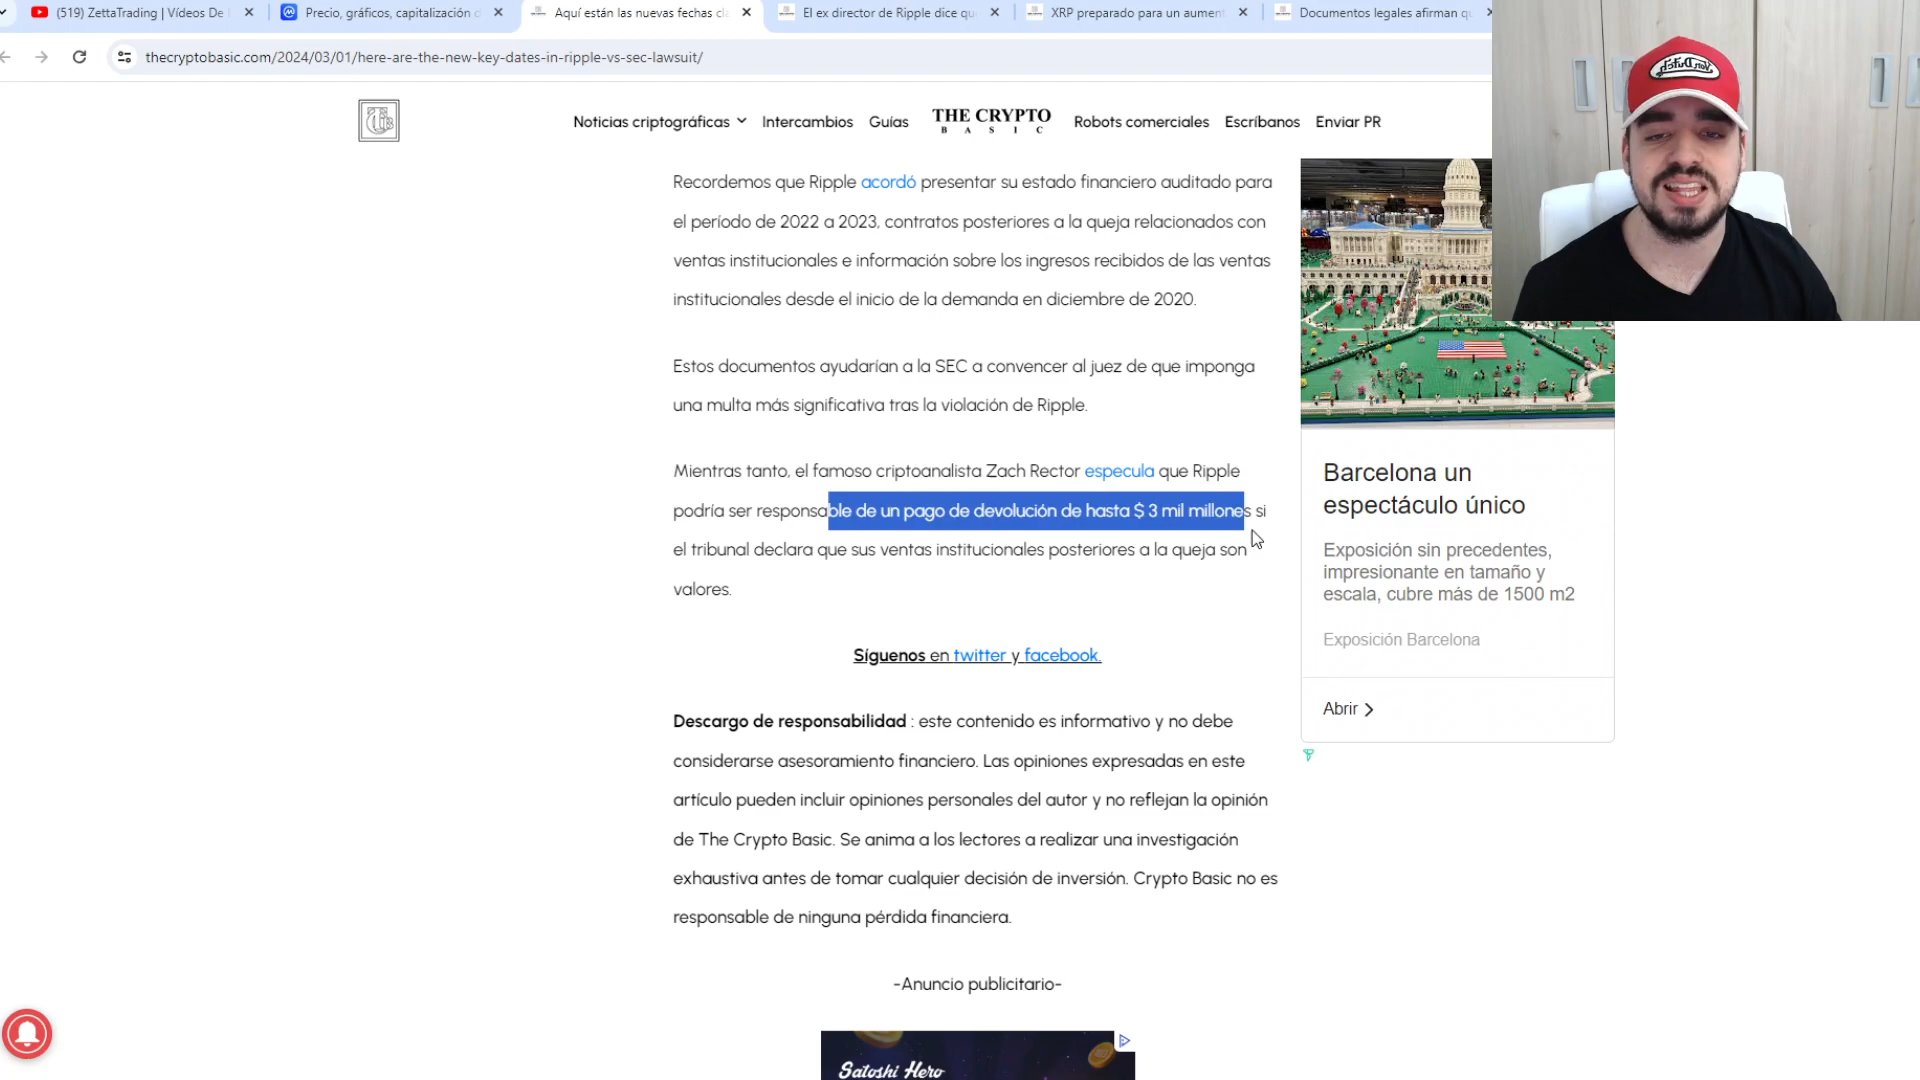 (519) ZettaTrading | Vídeos De
Precio, gráficos, capitalización
Aquí están las nuevas fechas cl
El ex director de Ripple dice qu
XRP preparado para un aument
Documentos legales afirman q
thecryptobasic.com/2024/03/01/here-are-the-new-key-dates-in-ripple-vs-sec-lawsuit/
Noticias criptográficas
Intercambios
Guías
THE CRYPTO
BASIC
Robots comerciales
Escríbanos
Enviar PR
Von Dutch
Recordemos que Ripple acordó presentar su estado financiero auditado para
el período de 2022 a 2023, contratos posteriores a la queja relacionados con
ventas institucionales e información sobre los ingresos recibidos de las ventas
institucionales desde el inicio de la demanda en diciembre de 2020.
Estos documentos ayudarían a la SEC a convencer al juez de que imponga
una multa más significativa tras la violación de Ripple.
Mientras tanto, el famoso criptoanalista Zach Rector especula que Ripple
podría ser responsable de un pago de devolución de hasta $ 3 mil millones si
el tribunal declara que sus ventas institucionales posteriores a la queja son
valores.
Síguenos en twitter y facebook.
Descargo de responsabilidad : este contenido es informativo y no debe
considerarse asesoramiento financiero. Las opiniones expresadas en este
artículo pueden incluir opiniones personales del autor y no reflejan la opinión
de The Crypto Basic. Se anima a los lectores a realizar una investigación
exhaustiva antes de tomar cualquier decisión de inversión. Crypto Basic no es
responsable de ninguna pérdida financiera.
-Anuncio publicitario-
Satoshi Hero
Barcelona un
espectáculo único
Exposición sin precedentes,
impresionante en tamaño y
escala, cubre más de 1500 m2
Exposición Barcelona
Abrir